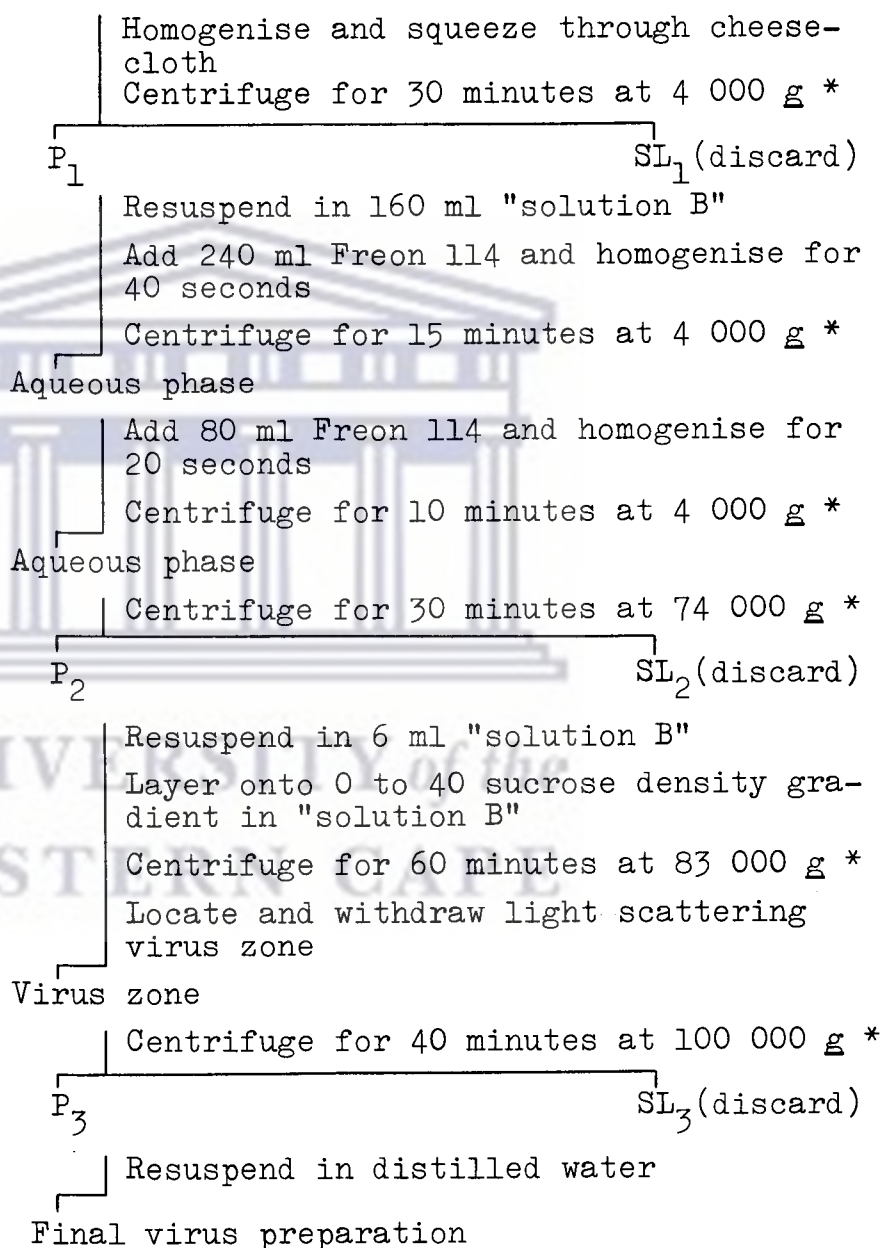 Homogenise and squeeze through cheese-
cloth
Centrifuge for 30 minutes at 4 000 g *
P1 SL1(discard)
Resuspend in 160 ml "solution B"
Add 240 ml Freon 114 and homogenise for
40 seconds
Centrifuge for 15 minutes at 4 000 g *
Aqueous phase
Add 80 ml Freon 114 and homogenise for
20 seconds
Centrifuge for 10 minutes at 4 000 g *
Aqueous phase
Centrifuge for 30 minutes at 74 000 g *
P2 SL2(discard)
Resuspend in 6 ml "solution B"
Layer onto 0 to 40 sucrose density gra-
dient in "solution B"
Centrifuge for 60 minutes at 83 000 g *
Locate and withdraw light scattering
virus zone
Virus zone
Centrifuge for 40 minutes at 100 000 g *
P3 SL3(discard)
Resuspend in distilled water
Final virus preparation
IVERSITY of the
STERN CAPE